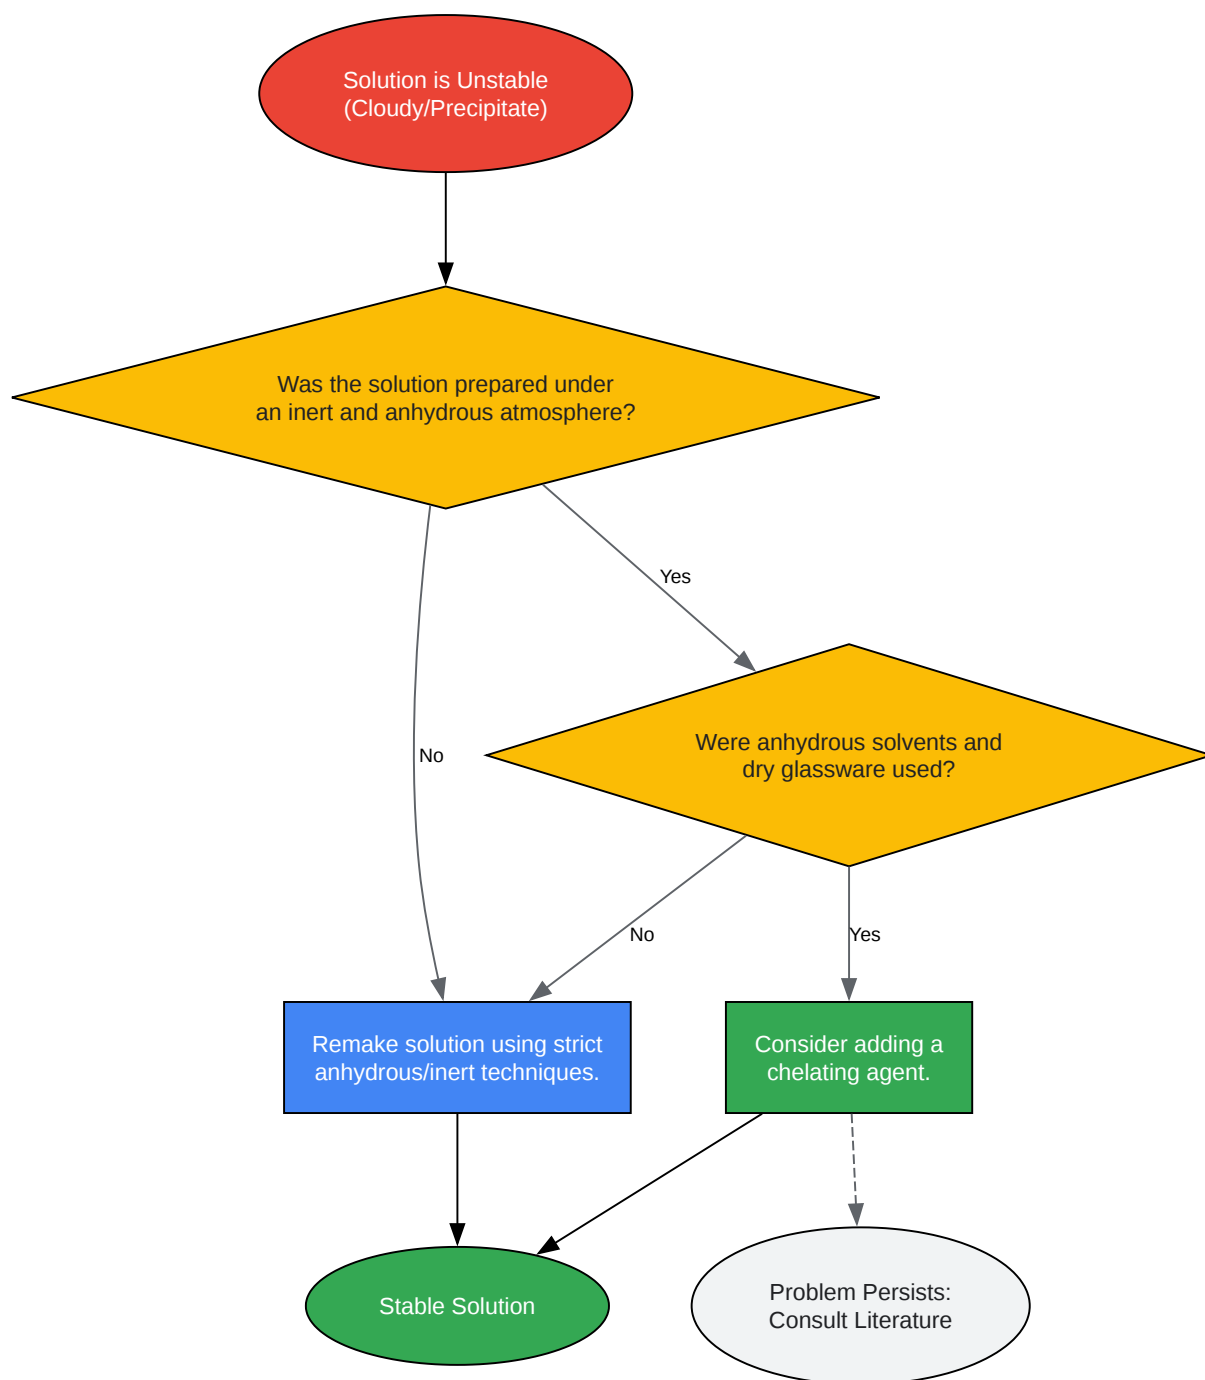 Solution is Unstable
(Cloudy/Precipitate)
Was the solution prepared under
an inert and anhydrous atmosphere?
Yes
Were anhydrous solvents and
dry glassware used?
No
No
Yes
Remake solution using strict
anhydrous/inert techniques.
Consider adding a
chelating agent.
Stable Solution
Problem Persists:
Consult Literature